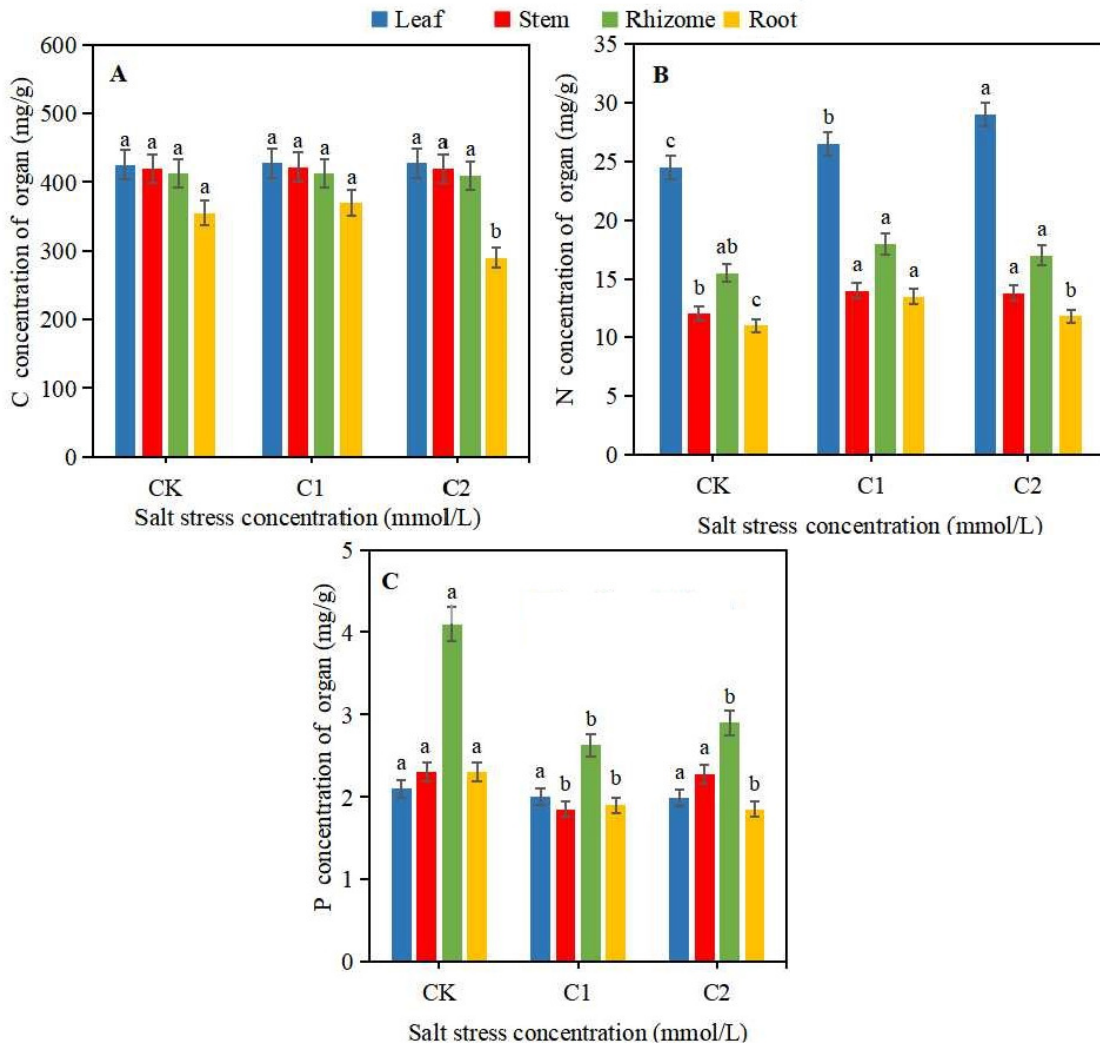 Leaf Stem Rhizome Root
A
C concentration of organ (mg/g)
600
500
400
300
200
100
0
a a a a
a a a a
a a a b
CK C1 C2
Salt stress concentration (mmol/L)
B
N concentration of organ (mg/g)
35
30
25
20
15
10
5
0
c b ab c
b a a a
a a a b
CK C1 C2
Salt stress concentration (mmol/L)
C
P concentration of organ (mg/g)
5
4
3
2
1
0
a a a a
a b b b
a a b b
CK C1 C2
Salt stress concentration (mmol/L)